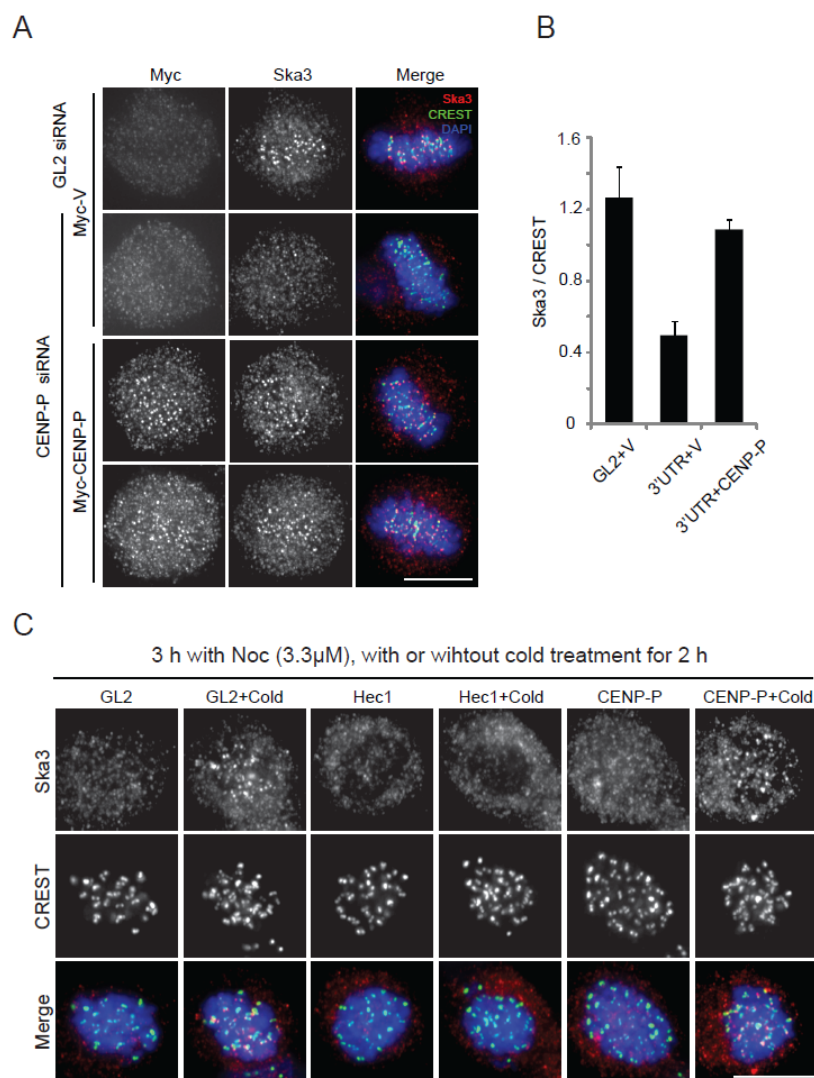 A
Myc Ska3 Merge
Ska3
CREST
DAPI
GL2 siRNA
Myc-V
CENP-P siRNA
Myc-CENP-P
B
Ska3 / CREST
1.6
1.2
0.8
0.4
0
GL2+V
3'UTR+V
3'UTR+CENP-P
C
3 h with Noc (3.3µM), with or wihtout cold treatment for 2 h
GL2 GL2+Cold Hec1 Hec1+Cold CENP-P CENP-P+Cold
Ska3
CREST
Merge